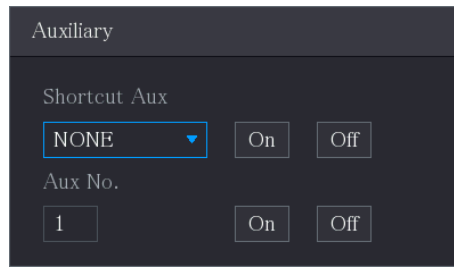 Auxiliary
Shortcut Aux
NONE On Off
Aux No.
1 On Off